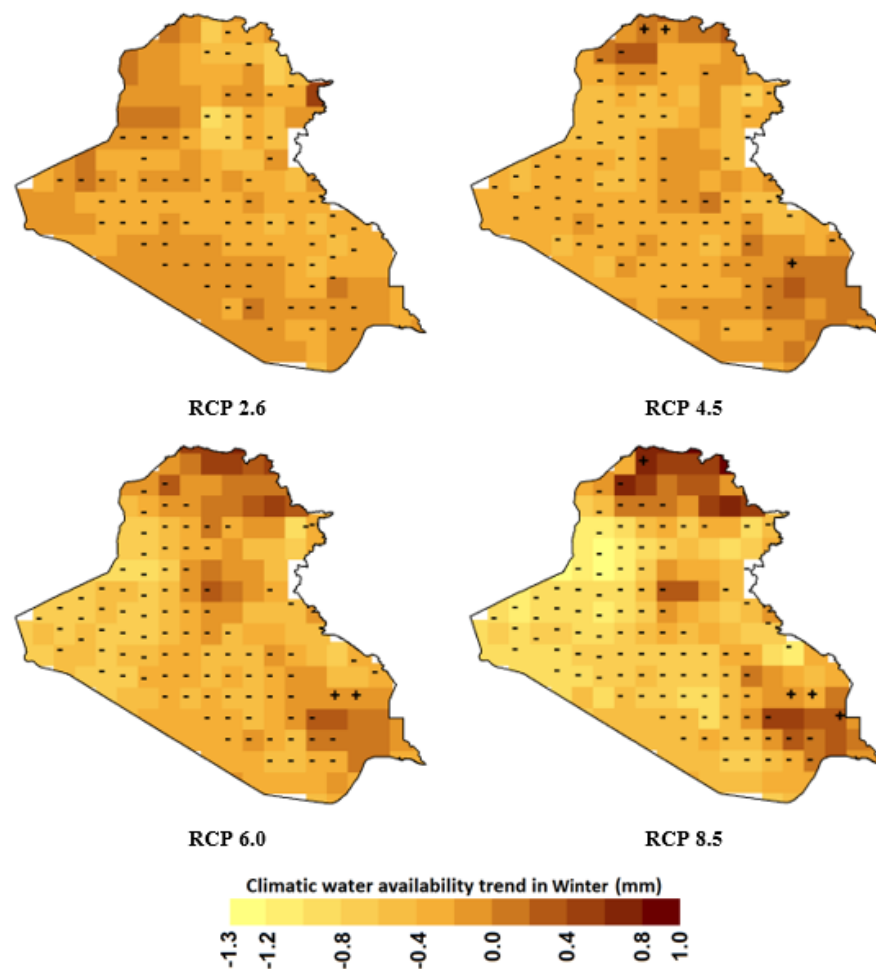 RCP 2.6
RCP 4.5
RCP 6.0
RCP 8.5
Climatic water availability trend in Winter (mm)
-1.3
-1.2
-0.8
-0.4
0.0
0.4
0.8
1.0